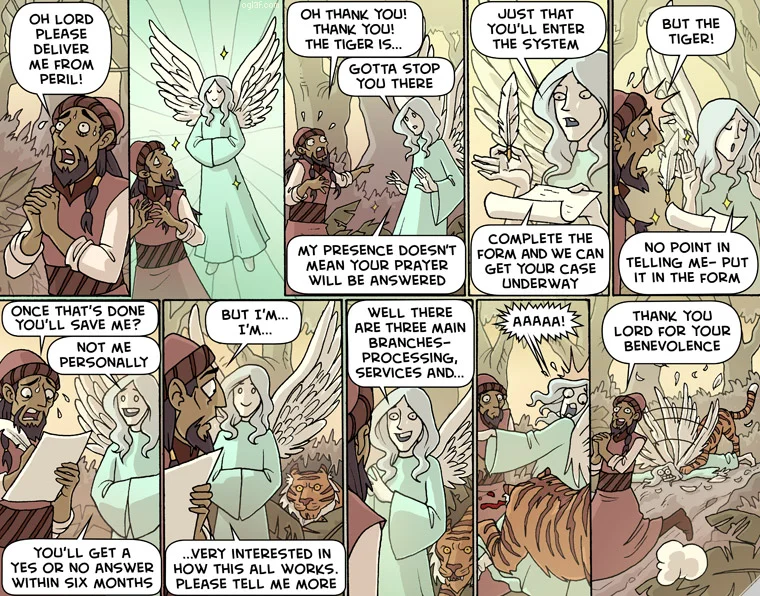 ogl3f.com
OH LORD
PLEASE
DELIVER
ME FROM
PERIL!
OH THANK YOU!
THANK YOU!
THE TIGER IS...
GOTTA STOP
YOU THERE
MY PRESENCE DOESN'T
MEAN YOUR PRAYER
WILL BE ANSWERED
JUST THAT
YOU'LL ENTER
THE SYSTEM
COMPLETE THE
FORM AND WE CAN
GET YOUR CASE
UNDERWAY
BUT THE
TIGER!
NO POINT IN
TELLING ME- PUT
IT IN THE FORM
ONCE THAT'S DONE
YOU'LL SAVE ME?
NOT ME
PERSONALLY
YOU'LL GET A
YES OR NO ANSWER
WITHIN SIX MONTHS
BUT I'M...
I'M...
...VERY INTERESTED IN
HOW THIS ALL WORKS.
PLEASE TELL ME MORE
WELL THERE
ARE THREE MAIN
BRANCHES-
PROCESSING,
SERVICES AND...
AAAAA!
THANK YOU
LORD FOR YOUR
BENEVOLENCE